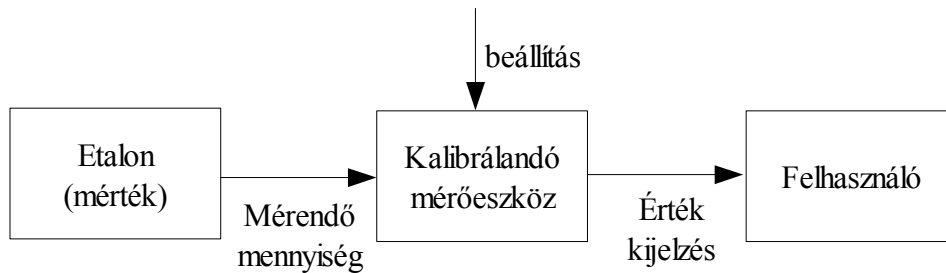 beállítás
Etalon
(mérték)
Mérendő
mennyiség
Kalibrálandó
mérőeszköz
Érték
kijelzés
Felhasználó